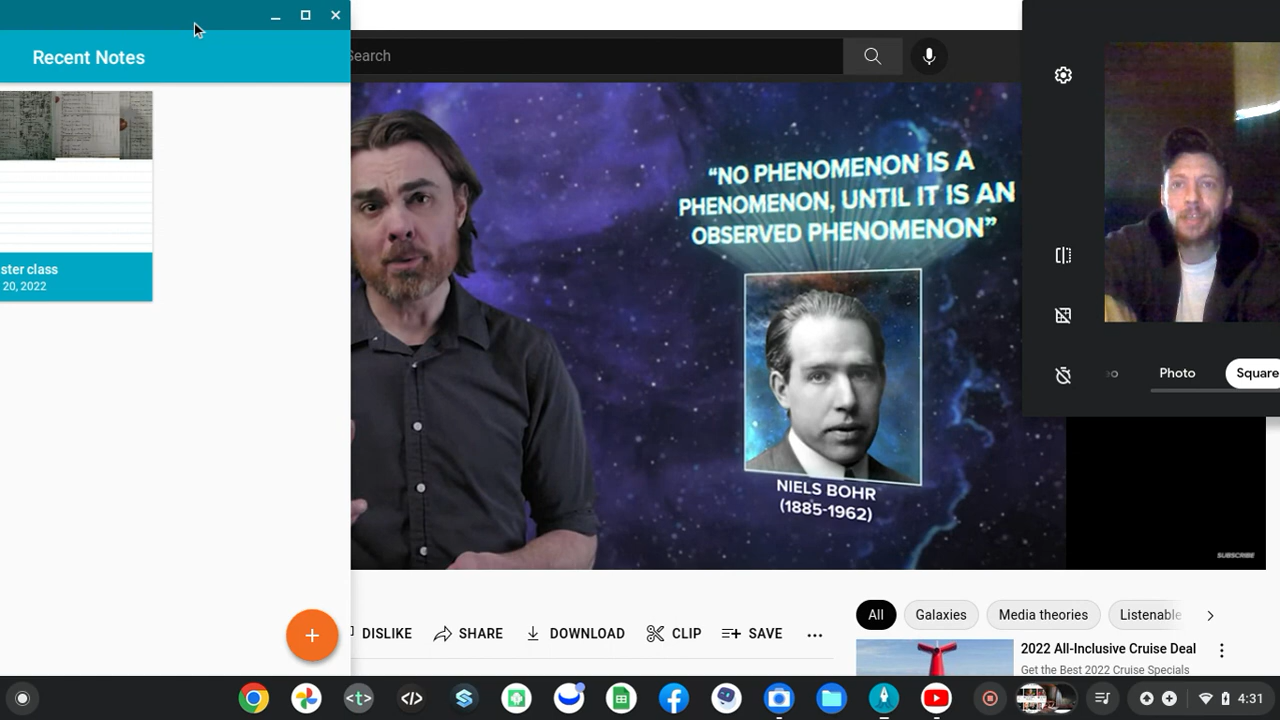 Recent Notes
ster class
20, 2022
Search
“NO PHENOMENON IS A
PHENOMENON, UNTIL IT IS AN
OBSERVED PHENOMENON”
NIELS BOHR
(1885-1962)
SUBSCRIBE
Photo
Square
DISLIKE
SHARE
DOWNLOAD
CLIP
SAVE
All
Galaxies
Media theories
Listenable
2022 All-Inclusive Cruise Deal
Get the Best 2022 Cruise Specials
4:31